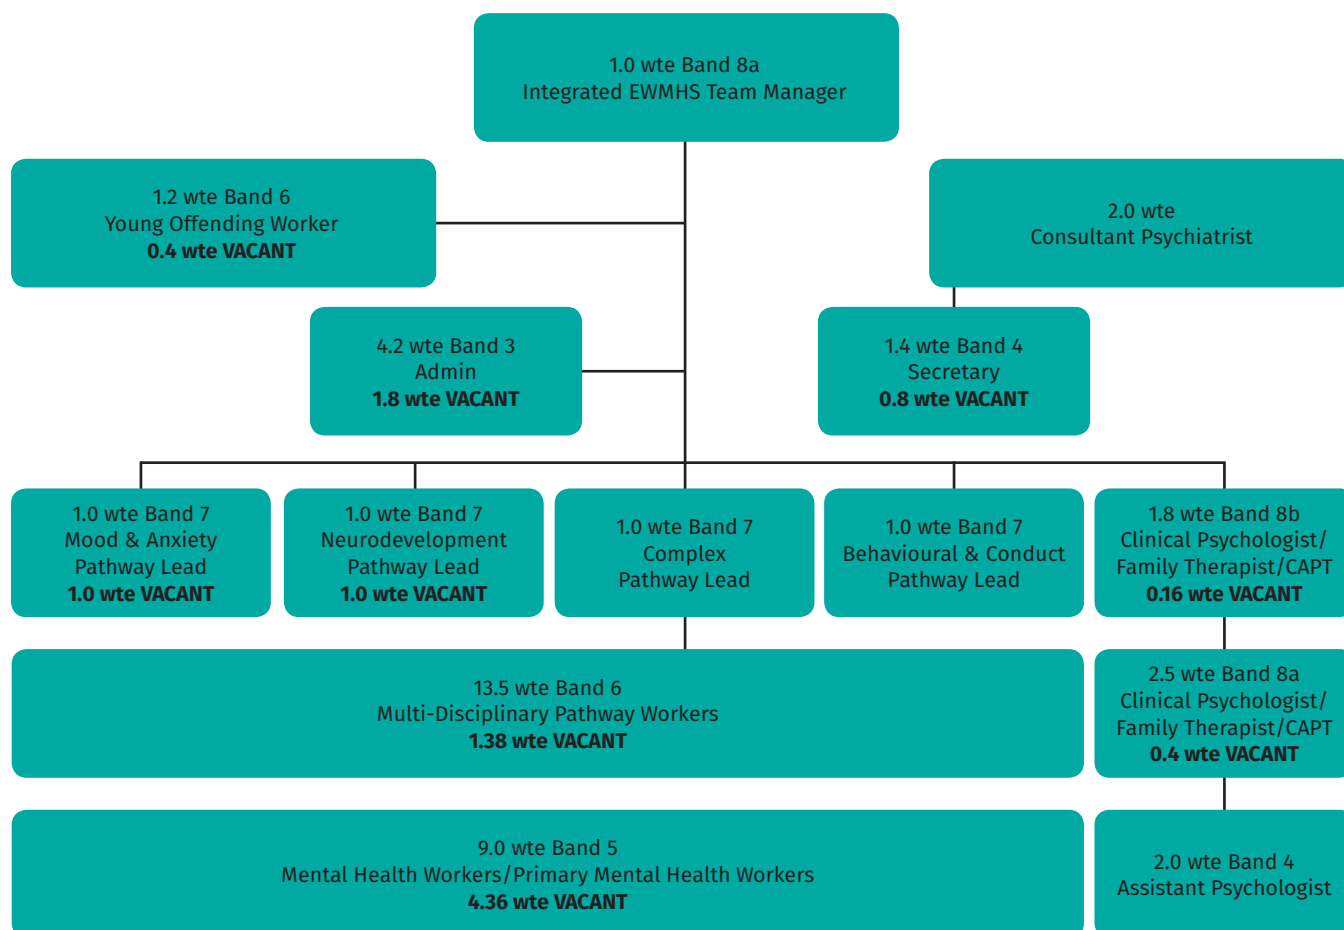 1.0 wte Band 8a
Integrated EWMHS Team Manager
1.2 wte Band 6
Young Offending Worker
0.4 wte VACANT
2.0 wte
Consultant Psychiatrist
4.2 wte Band 3
Admin
1.8 wte VACANT
1.4 wte Band 4
Secretary
0.8 wte VACANT
1.0 wte Band 7
Mood & Anxiety
Pathway Lead
1.0 wte VACANT
1.0 wte Band 7
Neurodevelopment
Pathway Lead
1.0 wte VACANT
1.0 wte Band 7
Complex
Pathway Lead
1.0 wte Band 7
Behavioural & Conduct
Pathway Lead
1.8 wte Band 8b
Clinical Psychologist/
Family Therapist/CAPT
0.16 wte VACANT
13.5 wte Band 6
Multi-Disciplinary Pathway Workers
1.38 wte VACANT
2.5 wte Band 8a
Clinical Psychologist/
Family Therapist/CAPT
0.4 wte VACANT
9.0 wte Band 5
Mental Health Workers/Primary Mental Health Workers
4.36 wte VACANT
2.0 wte Band 4
Assistant Psychologist